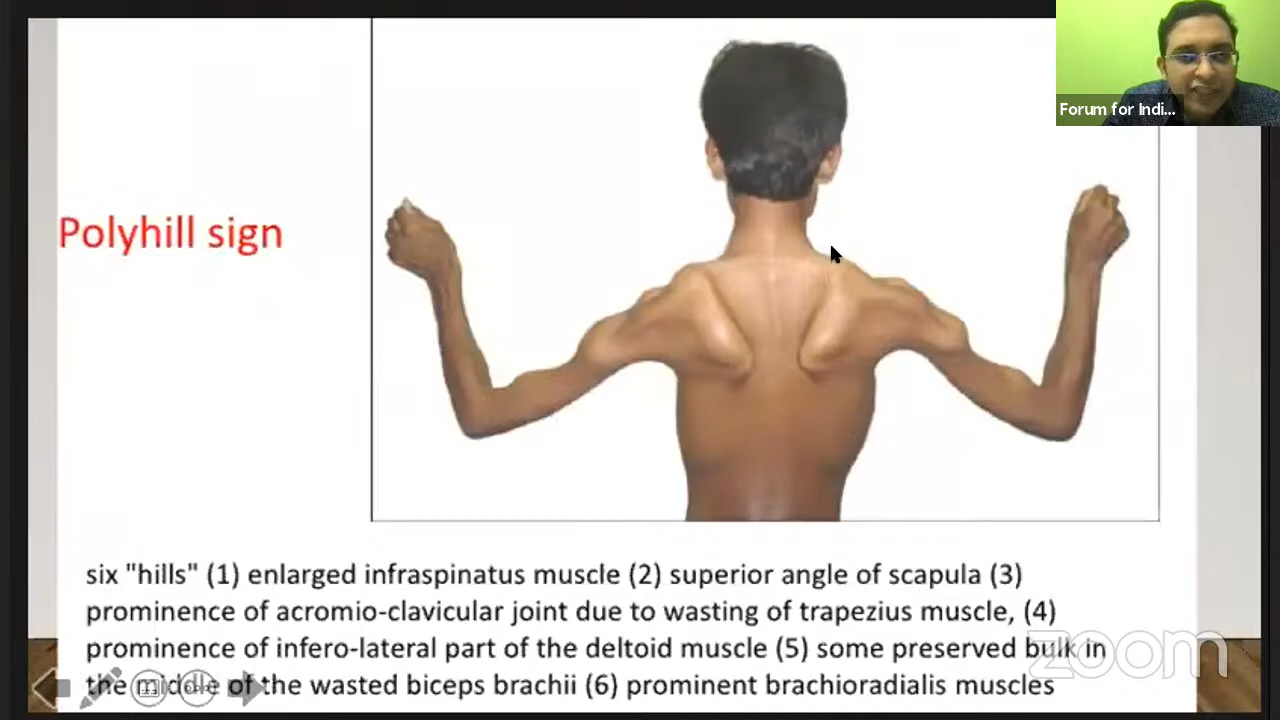 Forum for Indi...
Polyhill sign
six "hills" (1) enlarged infraspinatus muscle (2) superior angle of scapula (3)
prominence of acromio-clavicular joint due to wasting of trapezius muscle, (4)
prominence of infero-lateral part of the deltoid muscle (5) some preserved bulk in
the middle of the wasted biceps brachii (6) prominent brachioradialis muscles
zoom